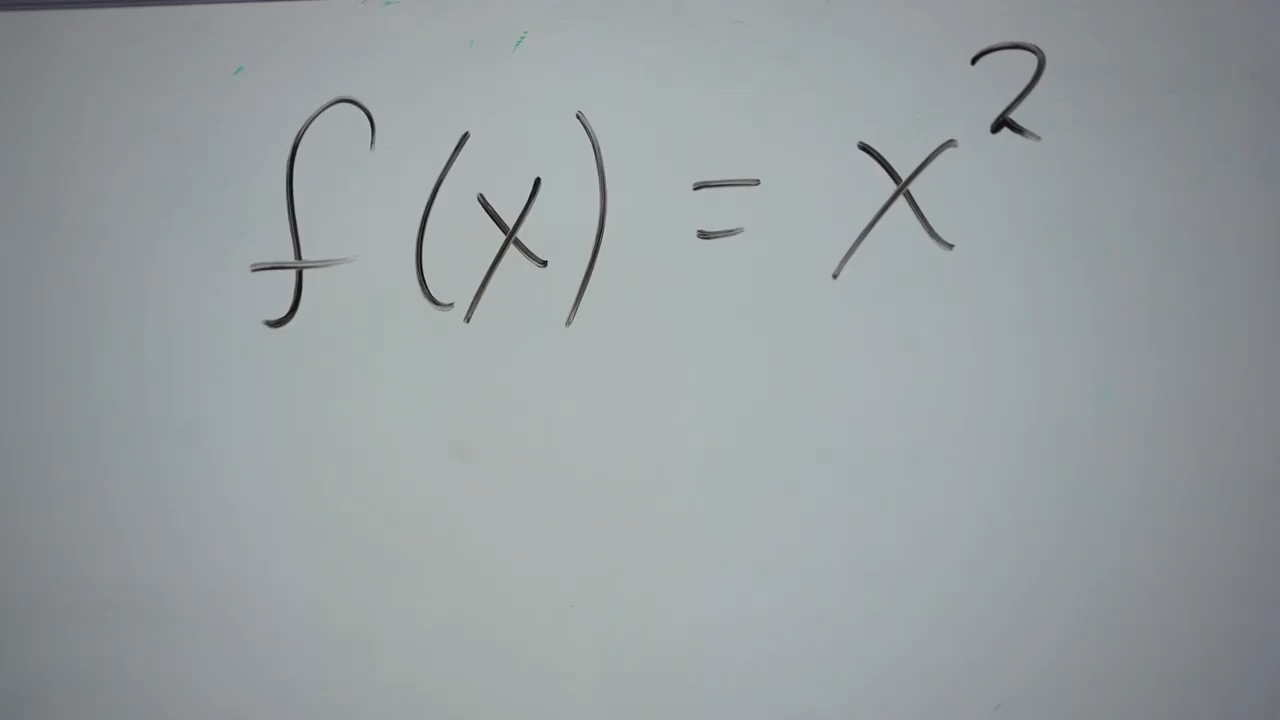 f(x) = x²